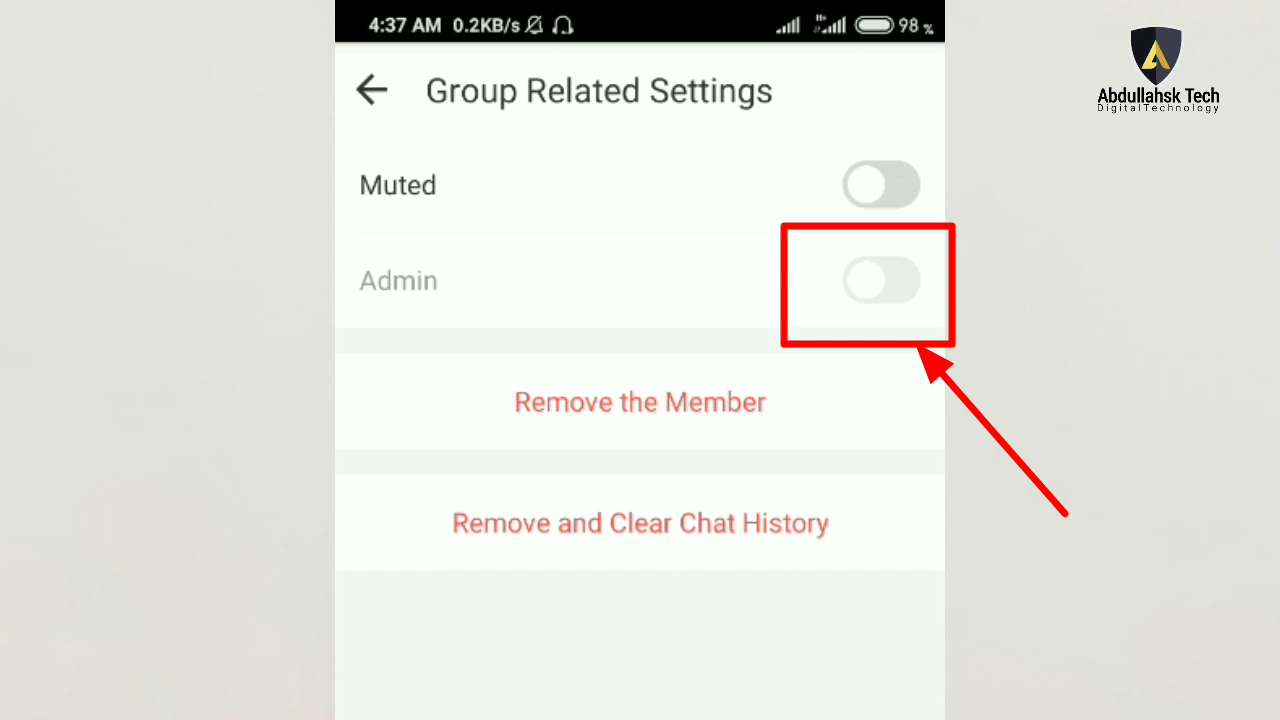 4:37 AM 0.2KB/s 98 %
Abdullahsk Tech
DigitalTechnology
Group Related Settings
Muted
Admin
Remove the Member
Remove and Clear Chat History